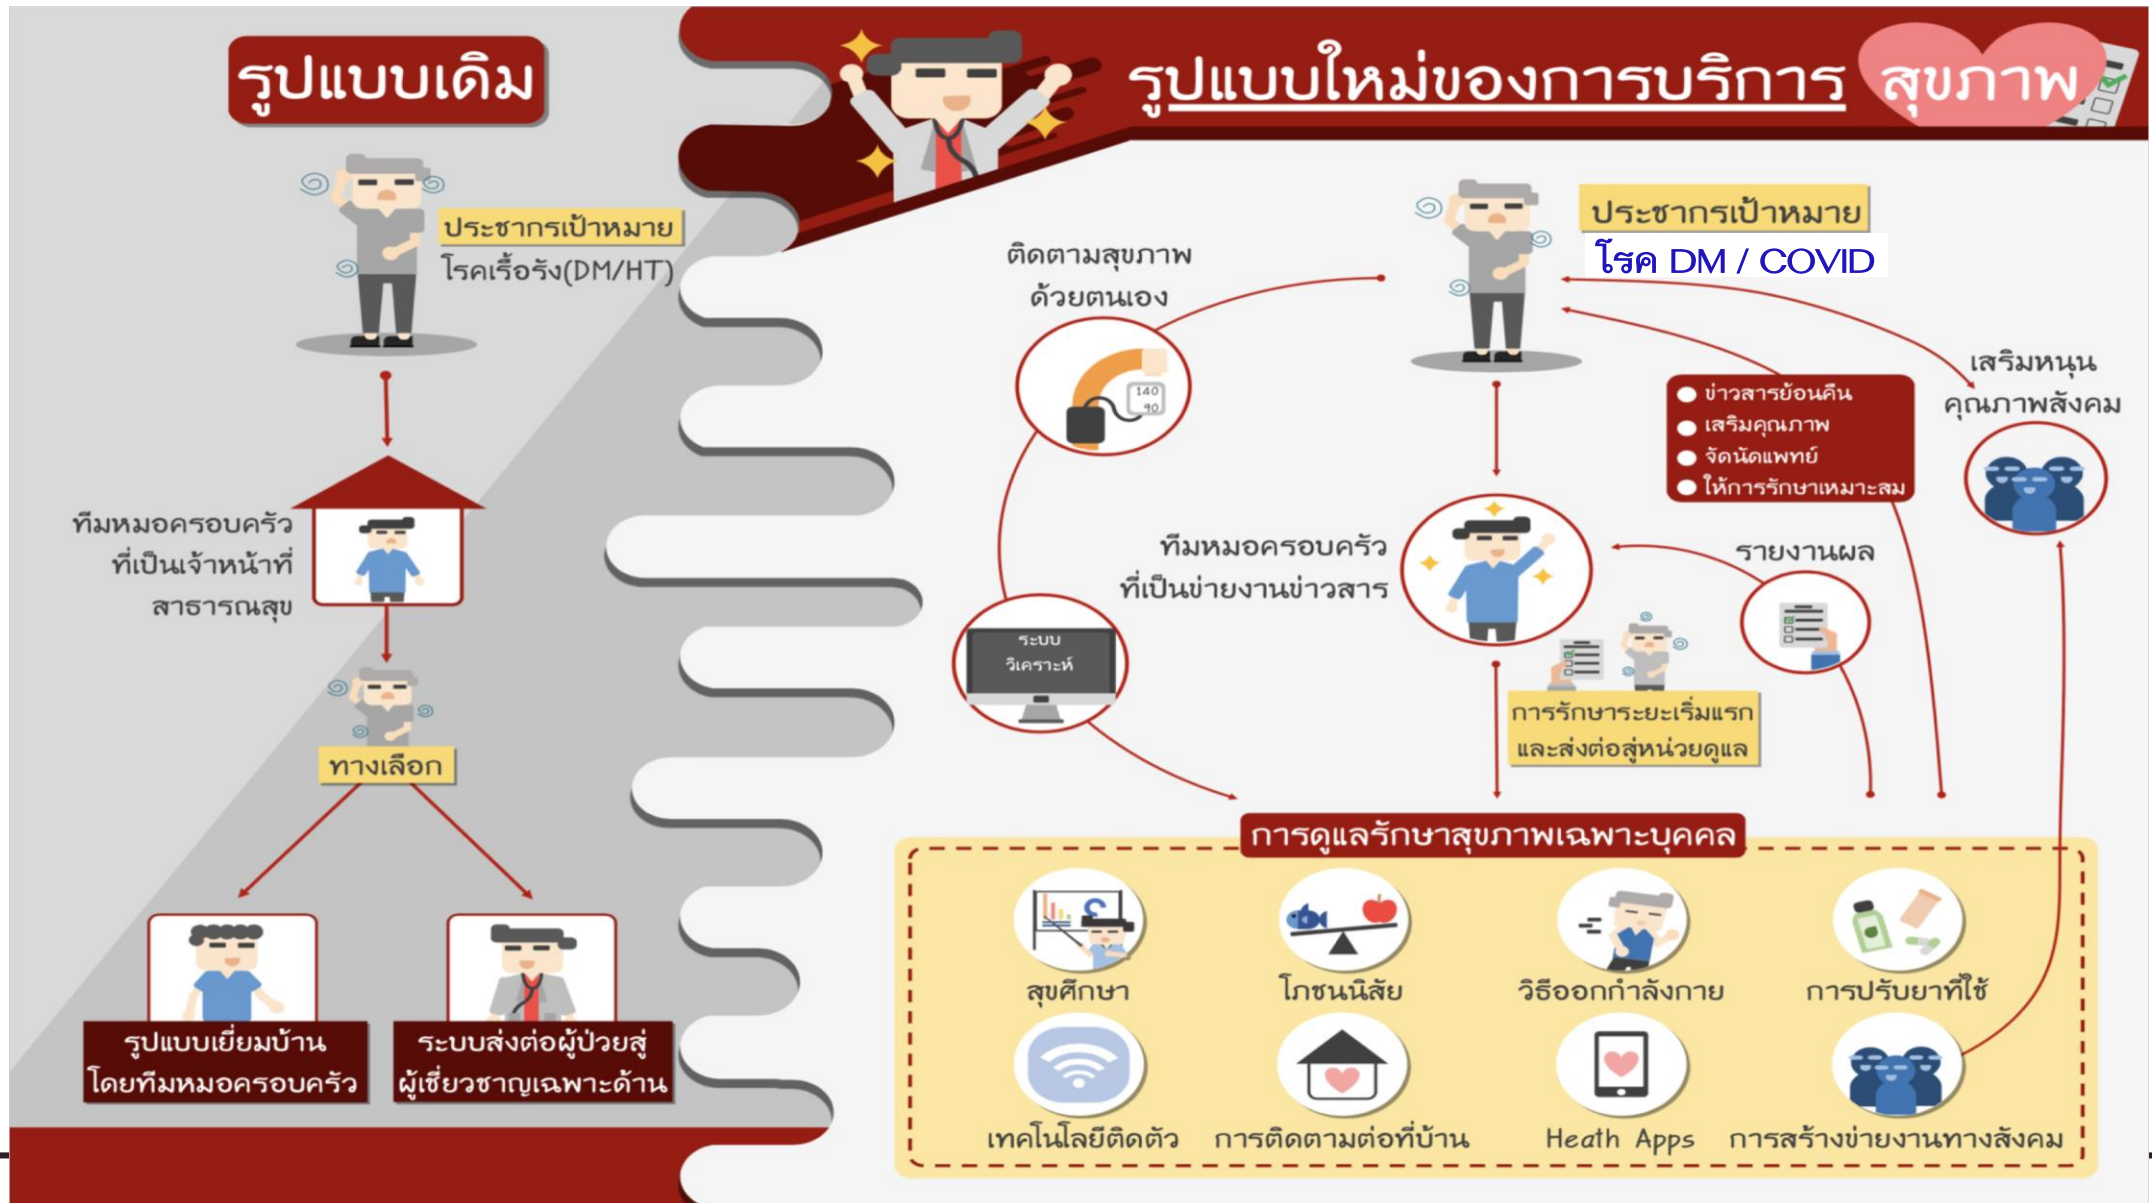 รูปแบบเดิม
ประชากรเป้าหมาย
โรคเรื้อรัง(DM/HT)
ทีมหมอครอบครัว
ที่เป็นเจ้าหน้าที่
สาธารณสุข
ทางเลือก
รูปแบบเยี่ยมบ้าน
โดยทีมหมอครอบครัว
ระบบส่งต่อผู้ป่วยสู่
ผู้เชี่ยวชาญเฉพาะด้าน
รูปแบบใหม่ของการบริการ สุขภาพ
ประชากรเป้าหมาย
โรค DM / COVID
ติดตามสุขภาพ
ด้วยตนเอง
140
90
เสริมหนุน
คุณภาพสังคม
ข่าวสารย้อนคืน
เสริมคุณภาพ
จัดนัดแพทย์
ให้การรักษาเหมาะสม
ทีมหมอครอบครัว
ที่เป็นข่ายงานข่าวสาร
รายงานผล
ระบบ
วิเคราะห์
การรักษาระยะเริ่มแรก
และส่งต่อสู่หน่วยดูแล
การดูแลรักษาสุขภาพเฉพาะบุคคล
สุขศึกษา
โภชนนิสัย
วิธีออกกำลังกาย
การปรับยาที่ใช้
เทคโนโลยีติดตัว
การติดตามต่อที่บ้าน
Heath Apps
การสร้างข่ายงานทางสังคม